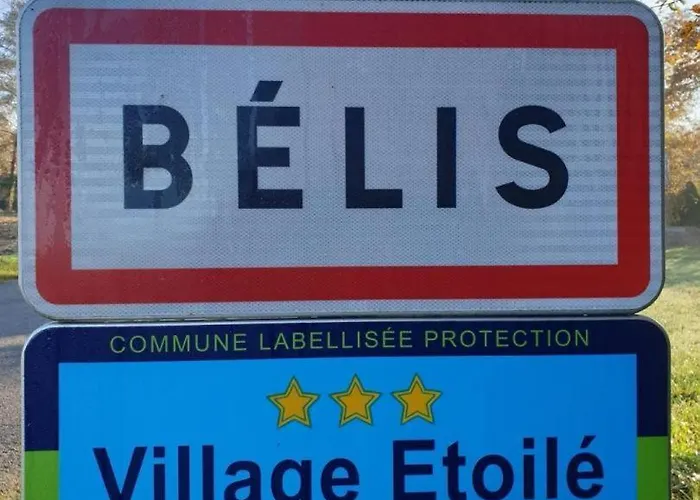 BÉLIS
COMMUNE LABELLISÉE PROTECTION
Village Etoilé